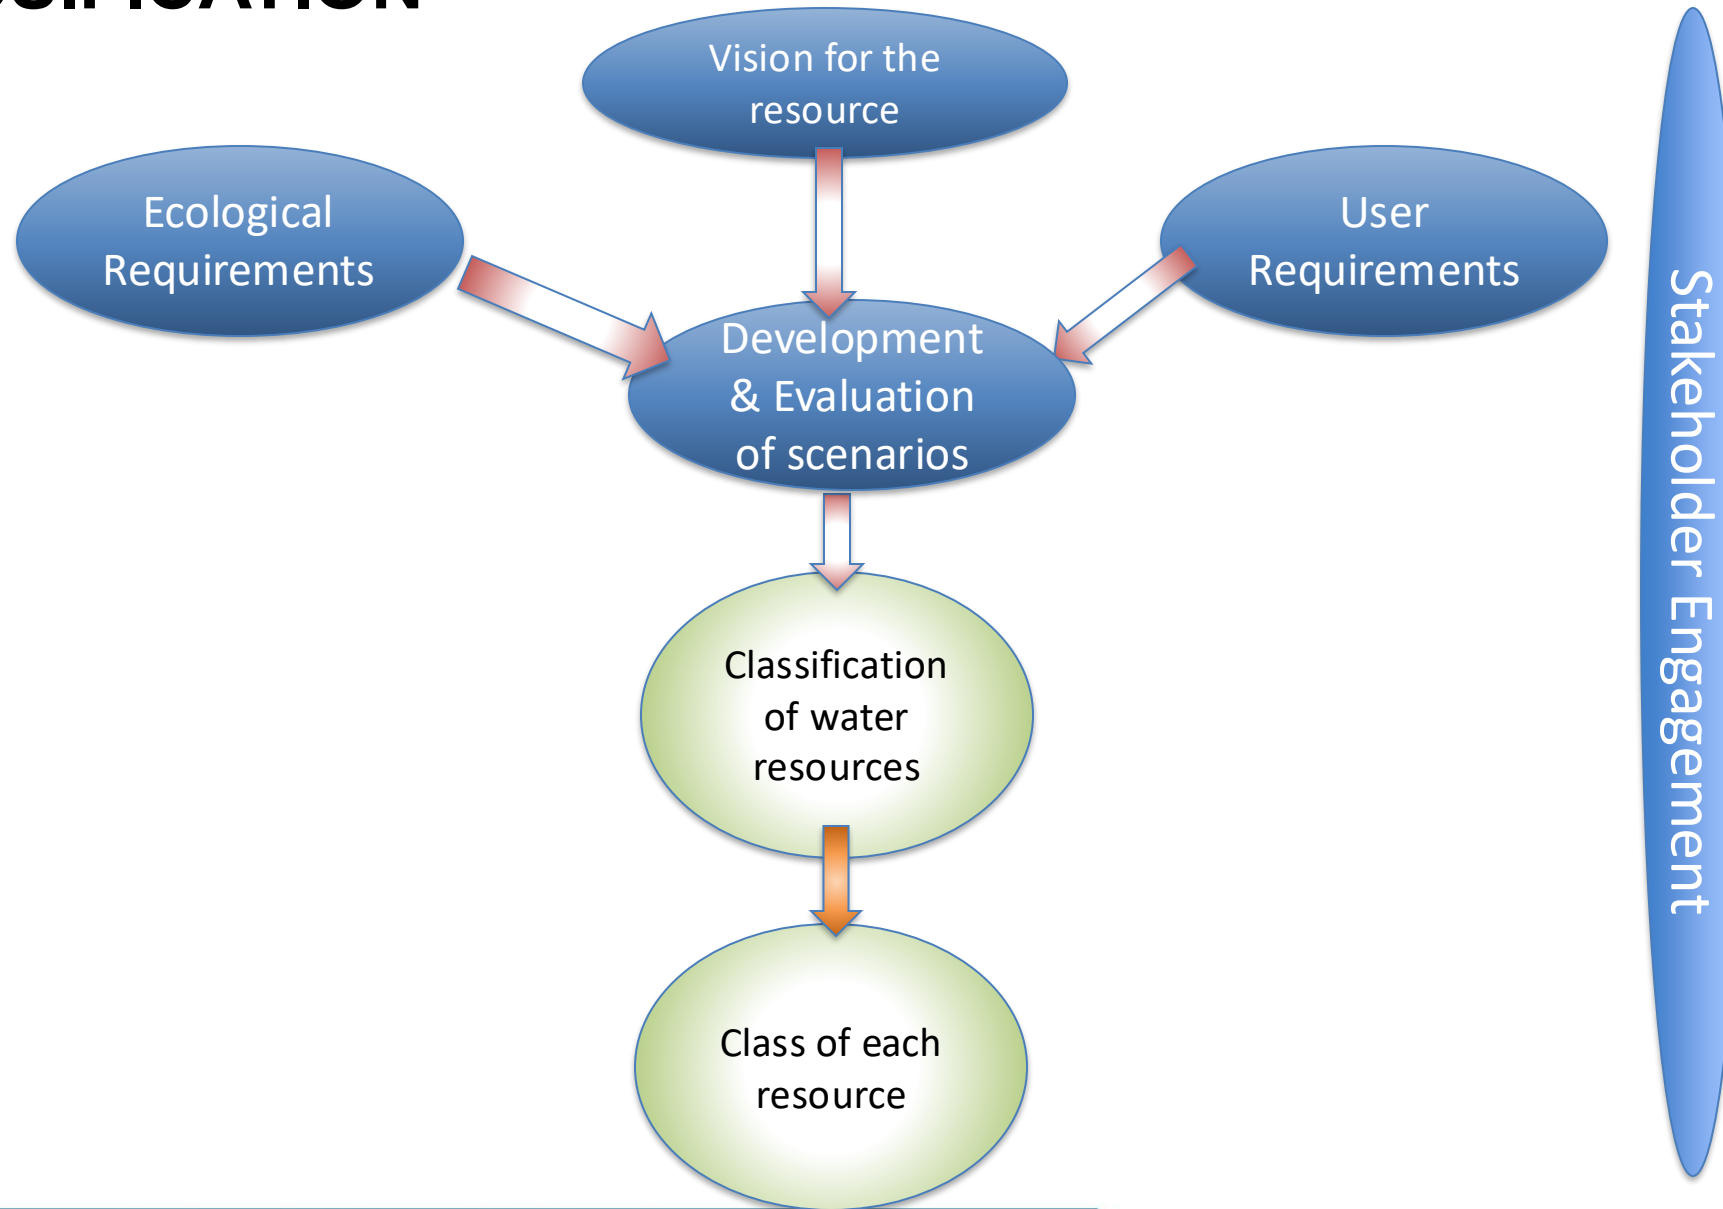 Vision for the
resource
Ecological
Requirements
User
Requirements
Development
& Evaluation
of scenarios
Classification
of water
resources
Class of each
resource
Stakeholder Engagement